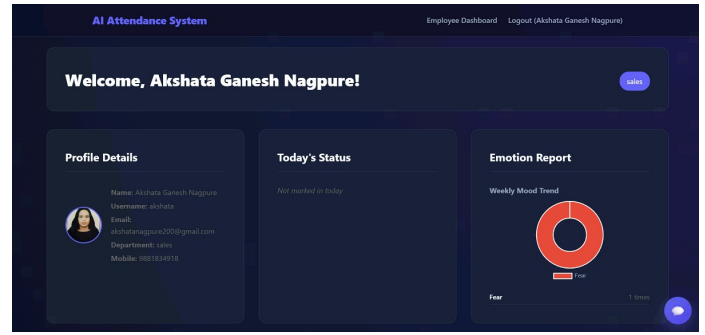 AI Attendance System
Employee Dashboard Logout (Akshata Ganesh Nagpure)
Welcome, Akshata Ganesh Nagpure!
sales
Profile Details
Name: Akshata Ganesh Nagpure
Username: akshata
Email:
akshatanagpure200@gmail.com
Department: sales
Mobile: 9881834918
Today's Status
Not marked in today
Emotion Report
Weekly Mood Trend
Fear
Fear 1 times